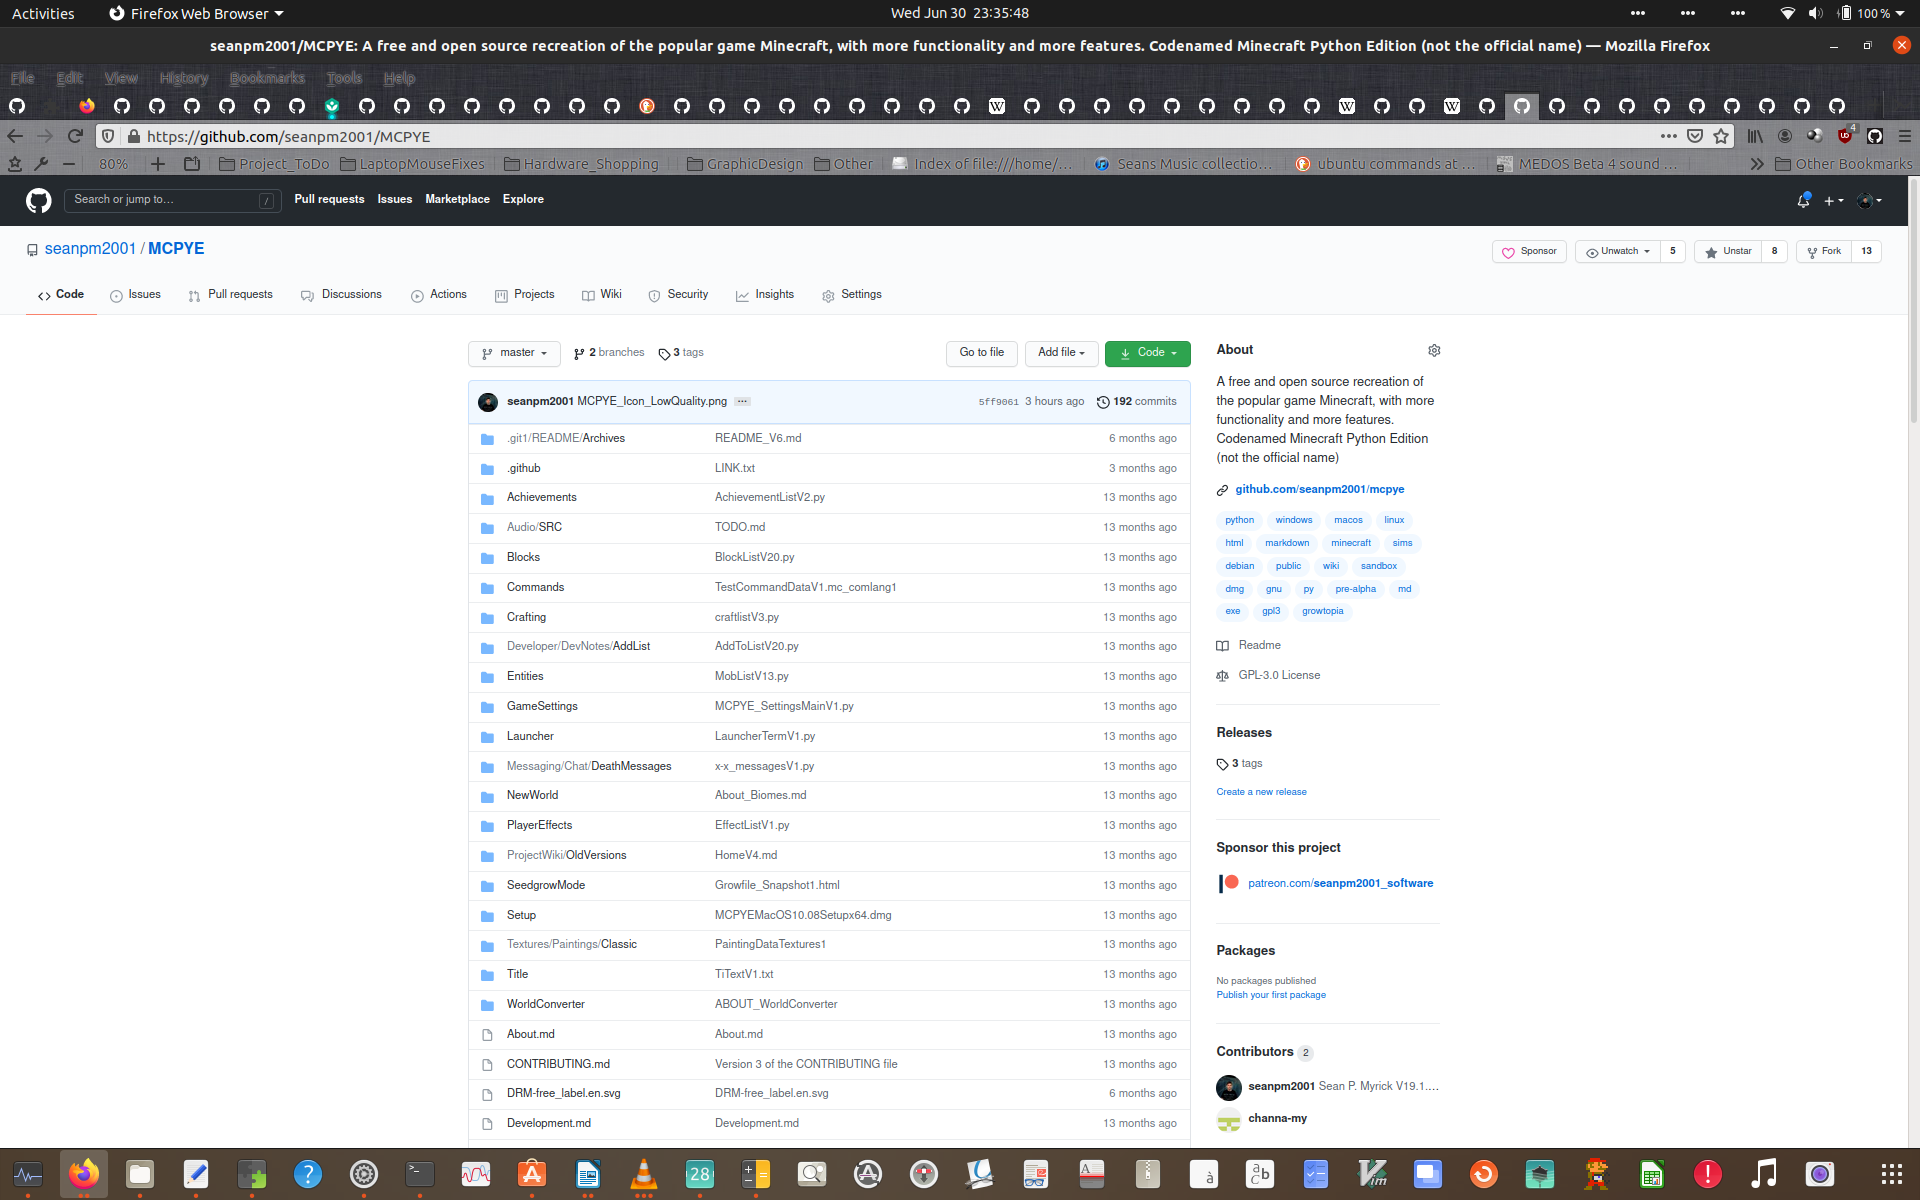 Activities Firefox Web Browser Wed Jun 30 23:35:48 100 %
seanpm2001/MCPYE: A free and open source recreation of the popular game Minecraft, with more functionality and more features. Codenamed Minecraft Python Edition (not the official name) — Mozilla Firefox
File Edit View History Bookmarks Tools Help
https://github.com/seanpm2001/MCPYE 4
80% Project_ToDo LaptopMouseFixes Hardware_Shopping GraphicDesign Other Index of file:///home/... Seans Music collectio... ubuntu commands at ... MEDOS Beta 4 sound ... Other Bookmarks
Search or jump to... / Pull requests Issues Marketplace Explore
seanpm2001 / MCPYE Sponsor Unwatch 5 Unstar 8 Fork 13
Code Issues Pull requests Discussions Actions Projects Wiki Security Insights Settings
master 2 branches 3 tags Go to file Add file Code
seanpm2001 MCPYE_Icon_LowQuality.png ... 5ff9061 3 hours ago 192 commits
.git1/README/Archives README_V6.md 6 months ago
.github LINK.txt 3 months ago
Achievements AchievementListV2.py 13 months ago
Audio/SRC TODO.md 13 months ago
Blocks BlockListV20.py 13 months ago
Commands TestCommandDataV1.mc_comlang1 13 months ago
Crafting craftlistV3.py 13 months ago
Developer/DevNotes/AddList AddToListV20.py 13 months ago
Entities MobListV13.py 13 months ago
GameSettings MCPYE_SettingsMainV1.py 13 months ago
Launcher LauncherTermV1.py 13 months ago
Messaging/Chat/DeathMessages x-x_messagesV1.py 13 months ago
NewWorld About_Biomes.md 13 months ago
PlayerEffects EffectListV1.py 13 months ago
ProjectWiki/OldVersions HomeV4.md 13 months ago
SeedgrowMode Growfile_Snapshot1.html 13 months ago
Setup MCPYEMacOS10.08Setupx64.dmg 13 months ago
Textures/Paintings/Classic PaintingDataTextures1 13 months ago
Title TiTextV1.txt 13 months ago
WorldConverter ABOUT_WorldConverter 13 months ago
About.md About.md 13 months ago
CONTRIBUTING.md Version 3 of the CONTRIBUTING file 13 months ago
DRM-free_label.en.svg DRM-free_label.en.svg 6 months ago
Development.md Development.md 13 months ago
About
A free and open source recreation of
the popular game Minecraft, with more
functionality and more features.
Codenamed Minecraft Python Edition
(not the official name)
github.com/seanpm2001/mcpye
python windows macos linux
html markdown minecraft sims
debian public wiki sandbox
dmg gnu py pre-alpha md
exe gpl3 growtopia
Readme
GPL-3.0 License
Releases
3 tags
Create a new release
Sponsor this project
patreon.com/seanpm2001_software
Packages
No packages published
Publish your first package
Contributors 2
seanpm2001 Sean P. Myrick V19.1....
channa-my
28